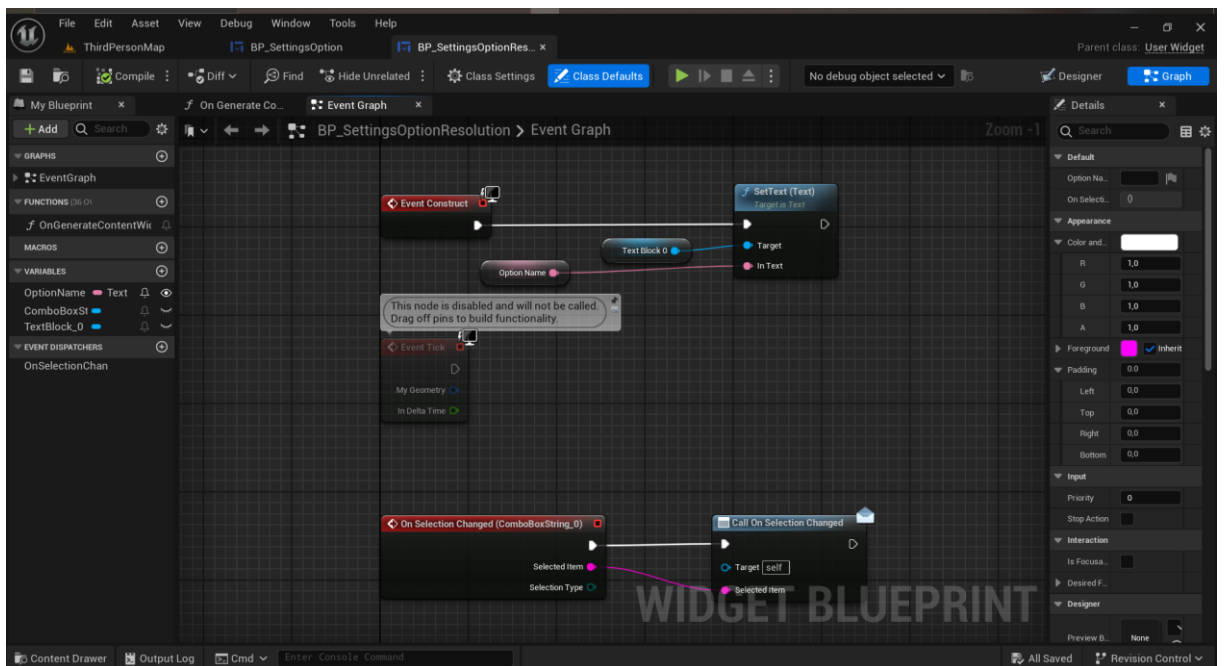 File Edit Asset View Debug Window Tools Help
ThirdPersonMap BP_SettingsOption BP_SettingsOptionRes... × Parent class: User Widget
Compile Diff Find Hide Unrelated Class Settings Class Defaults No debug object selected Designer Graph
My Blueprint × f On Generate Co... Event Graph × Details ×
+ Add Search BP_SettingsOptionResolution > Event Graph Zoom -1 Search
GRAPHS
EventGraph
FUNCTIONS (36 O
f OnGenerateContentWi
MACROS
VARIABLES
OptionName Text
ComboBoxSt
TextBlock_0
EVENT DISPATCHERS
OnSelectionChan
Event Construct
f SetText (Text)
Target is Text
Target
In Text
Text Block 0
Option Name
This node is disabled and will not be called.
Drag off pins to build functionality.
Event Tick
My Geometry
In Delta Time
On Selection Changed (ComboBoxString_0)
Selected Item
Selection Type
Call On Selection Changed
Target self
Selected Item
WIDGET BLUEPRINT
Default
Option Na...
On Selecti... 0
Appearance
Color and...
R 1,0
G 1,0
B 1,0
A 1,0
Foreground Inherit
Padding 0.0
Left 0,0
Top 0,0
Right 0,0
Bottom 0,0
Input
Priority 0
Stop Action
Interaction
Is Focusa...
Desired F...
Designer
Preview B... None
Content Drawer Output Log Cmd Enter Console Command All Saved Revision Control